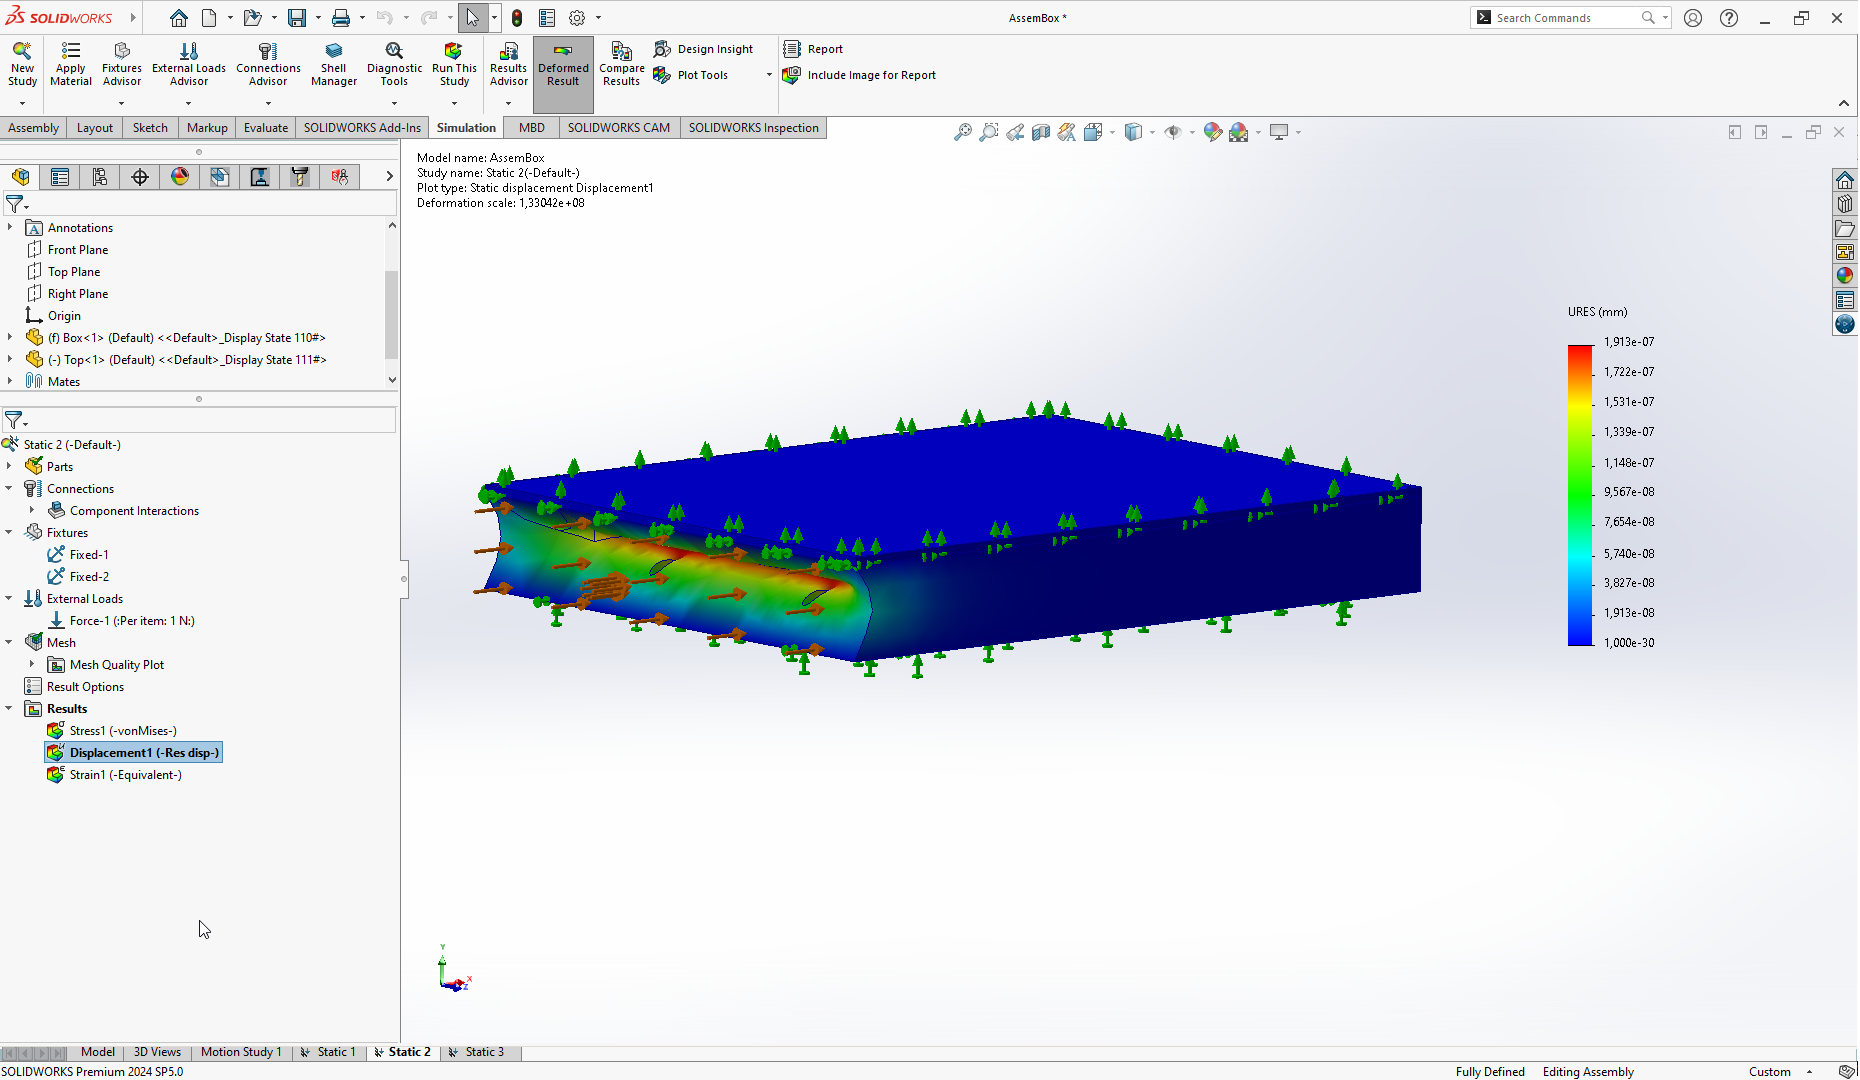 SOLIDWORKS
AssemBox *
Search Commands
New Study
Apply Material
Fixtures Advisor
External Loads Advisor
Connections Advisor
Shell Manager
Diagnostic Tools
Run This Study
Results Advisor
Deformed Result
Compare Results
Design Insight
Plot Tools
Report
Include Image for Report
Assembly
Layout
Sketch
Markup
Evaluate
SOLIDWORKS Add-Ins
Simulation
MBD
SOLIDWORKS CAM
SOLIDWORKS Inspection
Annotations
Front Plane
Top Plane
Right Plane
Origin
(f) Box<1> (Default) <<Default>_Display State 110#>
(-) Top<1> (Default) <<Default>_Display State 111#>
Mates
Static 2 (-Default-)
Parts
Connections
Component Interactions
Fixtures
Fixed-1
Fixed-2
External Loads
Force-1 (:Per item: 1 N:)
Mesh
Mesh Quality Plot
Result Options
Results
Stress1 (-vonMises-)
Displacement1 (-Res disp-)
Strain1 (-Equivalent-)
Model name: AssemBox
Study name: Static 2(-Default-)
Plot type: Static displacement Displacement1
Deformation scale: 1,33042e+08
URES (mm)
1,913e-07
1,722e-07
1,531e-07
1,339e-07
1,148e-07
9,567e-08
7,654e-08
5,740e-08
3,827e-08
1,913e-08
1,000e-30
Y
X
Z
Model
3D Views
Motion Study 1
Static 1
Static 2
Static 3
SOLIDWORKS Premium 2024 SP5.0
Fully Defined
Editing Assembly
Custom